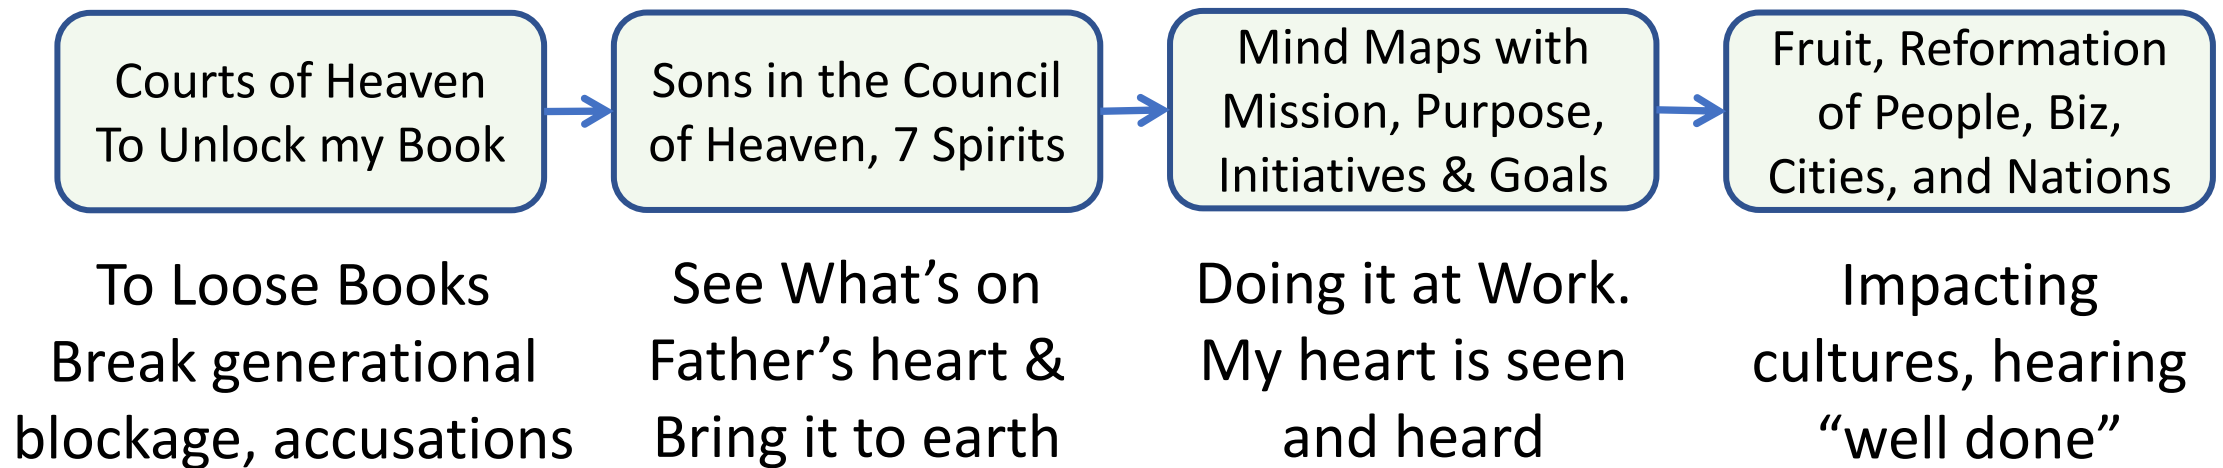 Courts of Heaven
To Unlock my Book
Sons in the Council
of Heaven, 7 Spirits
Mind Maps with
Mission, Purpose,
Initiatives & Goals
Fruit, Reformation
of People, Biz,
Cities, and Nations
To Loose Books
Break generational
blockage, accusations
See What’s on
Father’s heart &
Bring it to earth
Doing it at Work.
My heart is seen
and heard
Impacting
cultures, hearing
“well done”